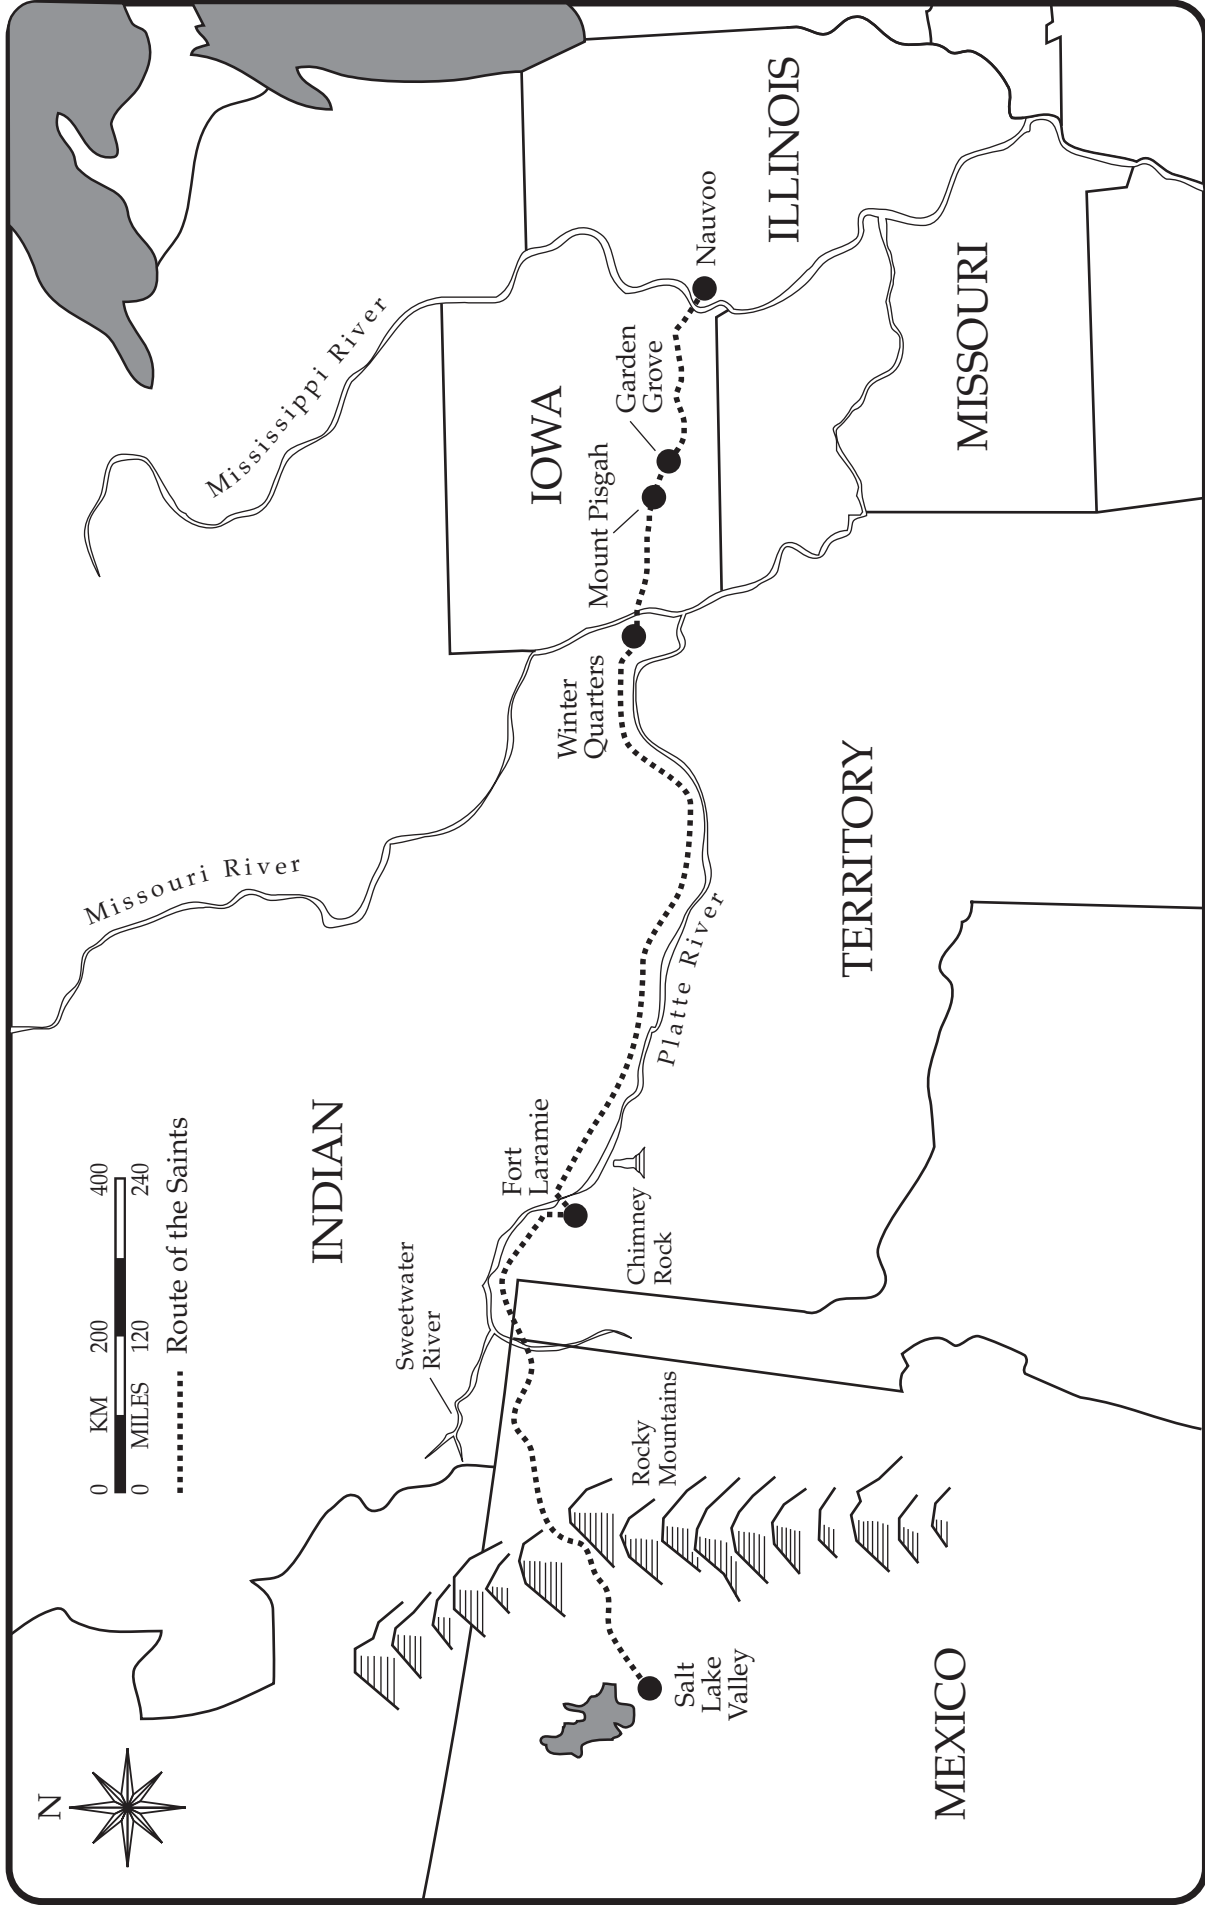 N
0 KM 200 400
0 MILES 120 240
Route of the Saints
Mississippi River
Missouri River
INDIAN
TERRITORY
IOWA
ILLINOIS
MISSOURI
MEXICO
Sweetwater
River
Fort
Laramie
Chimney
Rock
Platte River
Winter
Quarters
Mount Pisgah
Garden
Grove
Nauvoo
Rocky
Mountains
Salt
Lake
Valley